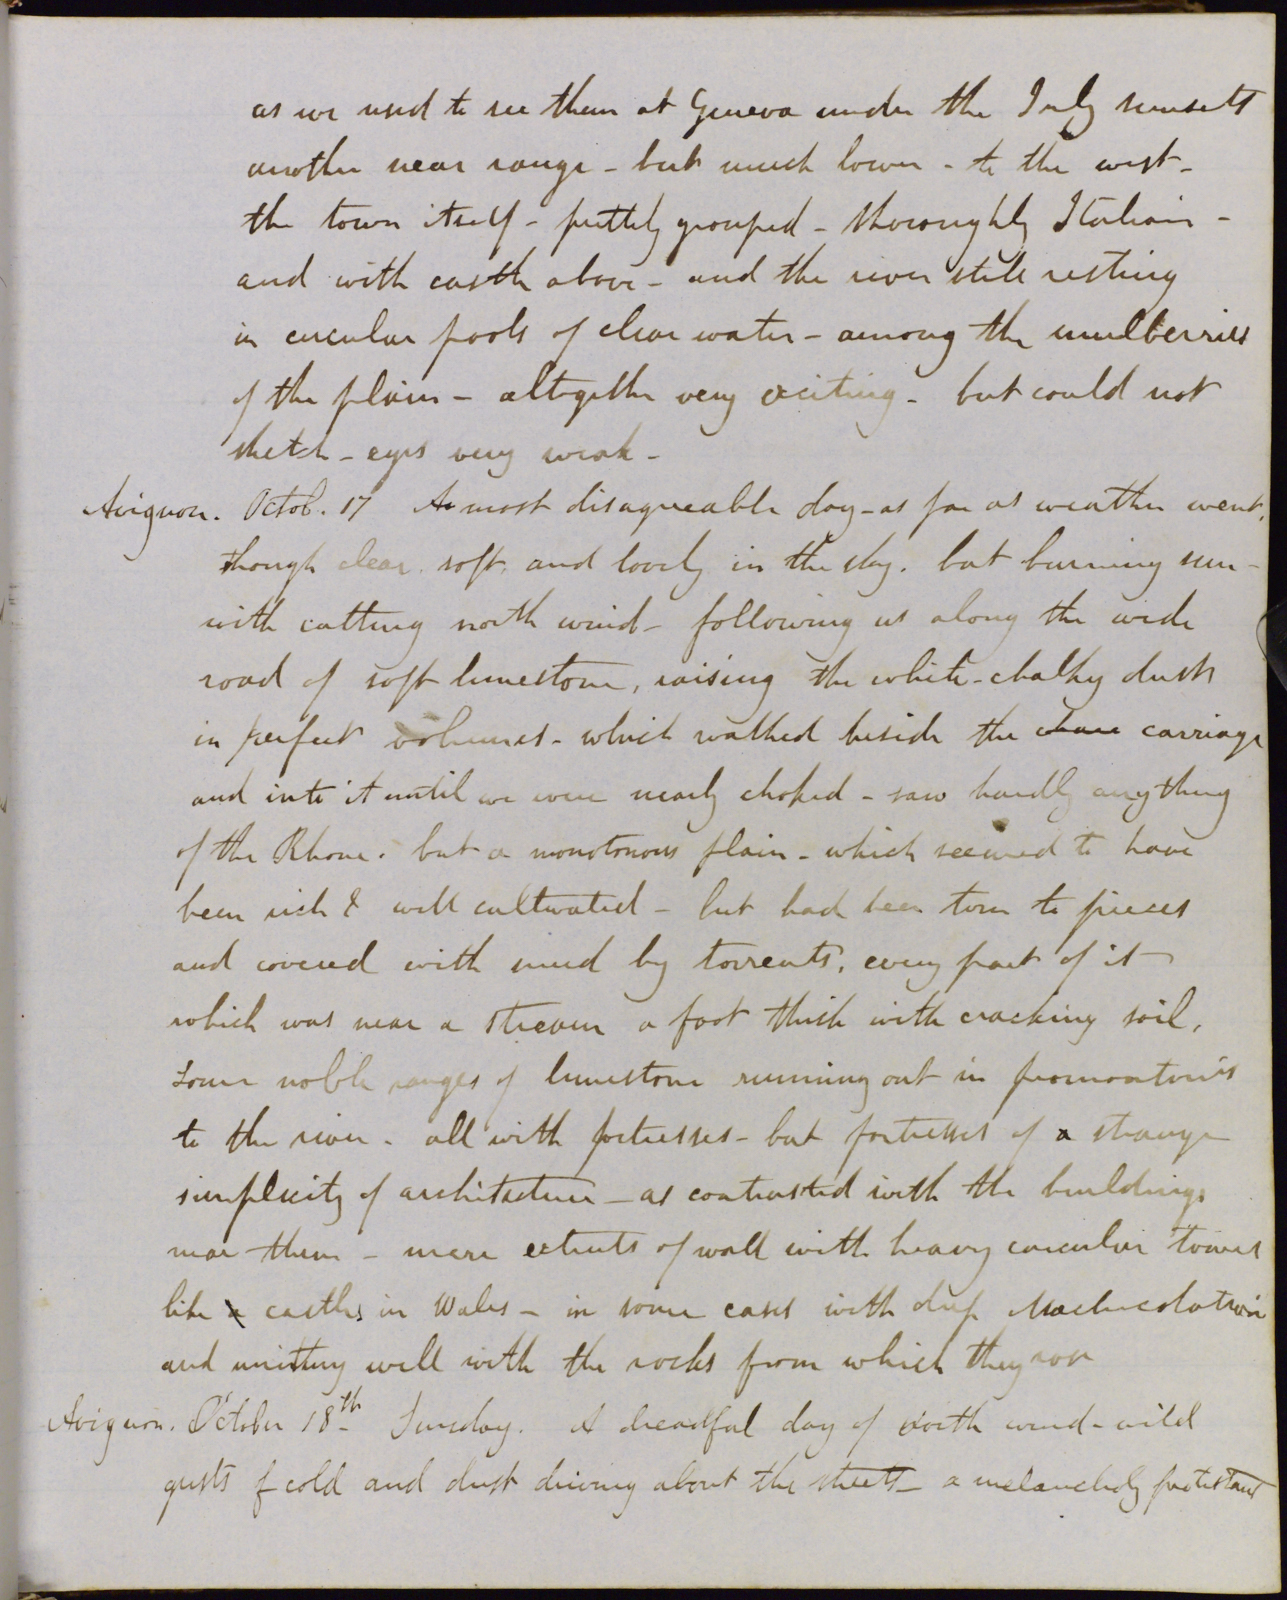 as we used to see them at Geneva under the July sunsets
another near range - but much lower - to the west -
the town itself - prettily grouped - thoroughly Italian -
and with castle above - and the river still resting
in circular pools of clear water - among the mulberries
of the plain - altogether very exciting - but could not
sketch - eyes very weak -
Avignon. Octob. 17 A most disagreeable day - as far as weather went,
though clear, soft, and lovely in the sky. but burning sun -
with cutting north wind - following us along the wide
road of soft limestone, raising the white - chalky dust
in perfect volumes - which walked beside the carriage
and into it until we were nearly choked - saw hardly anything
of the Rhone. but a monotonous plain - which seemed to have
been rich & well cultivated - but had been torn to pieces
and covered with mud by torrents, every part of it
which was near a stream a foot thick with cracking soil,
Some noble ranges of limestone running out in promontories
to the river - all with fortresses - but fortresses of a strange
simplicity of architecture - as contrasted with the buildings
near them - mere extents of wall with heavy circular towers
like castles in Wales - in some cases with deep Machicolation
and uniting well with the rocks from which they rose
Avignon. October 18th - Sunday. A dreadful day of north wind - wild
gusts of cold and dust driving about the streets - a melancholy protestant